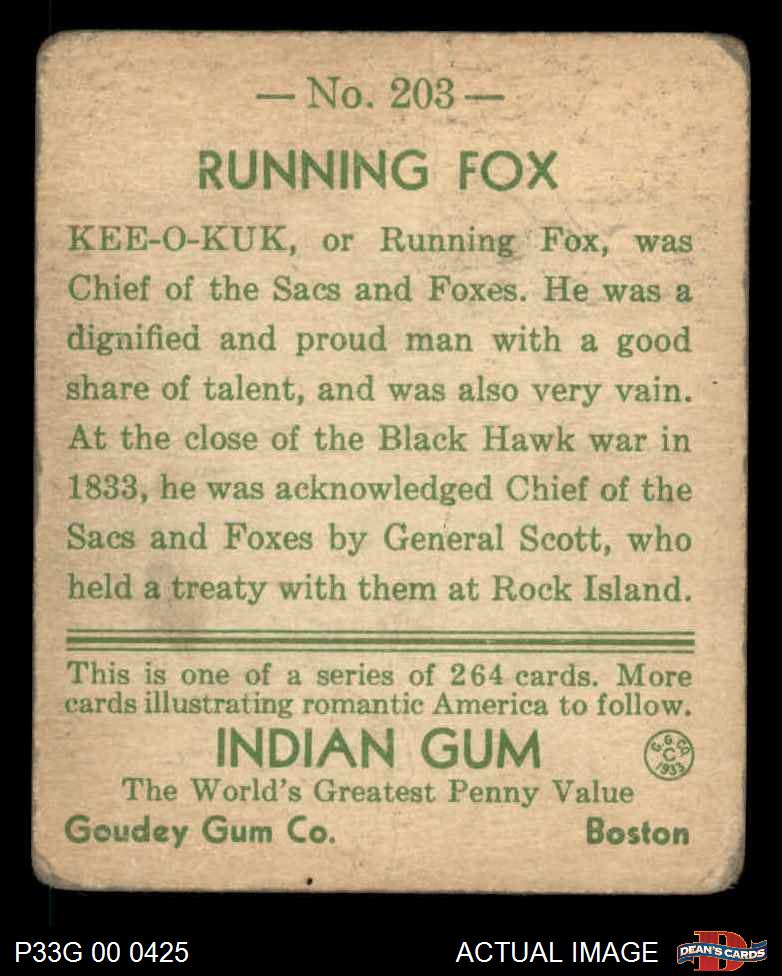 — No. 203 —
RUNNING FOX
KEE-O-KUK, or Running Fox, was
Chief of the Sacs and Foxes. He was a
dignified and proud man with a good
share of talent, and was also very vain.
At the close of the Black Hawk war in
1833, he was acknowledged Chief of the
Sacs and Foxes by General Scott, who
held a treaty with them at Rock Island.
This is one of a series of 264 cards. More
cards illustrating romantic America to follow.
INDIAN GUM
G. G. CO.
C
1933
The World's Greatest Penny Value
Goudey Gum Co. Boston
P33G 00 0425 ACTUAL IMAGE
D
DEAN'S CARDS